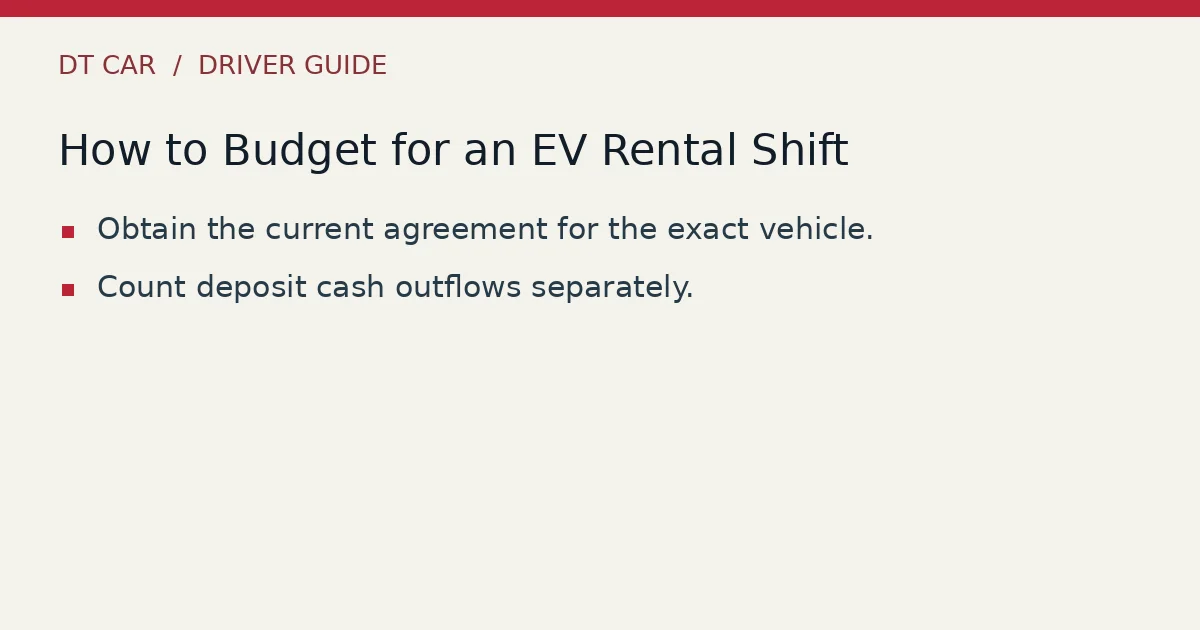 DT CAR / DRIVER GUIDE
How to Budget for an EV Rental Shift
Obtain the current agreement for the exact vehicle.
Count deposit cash outflows separately.